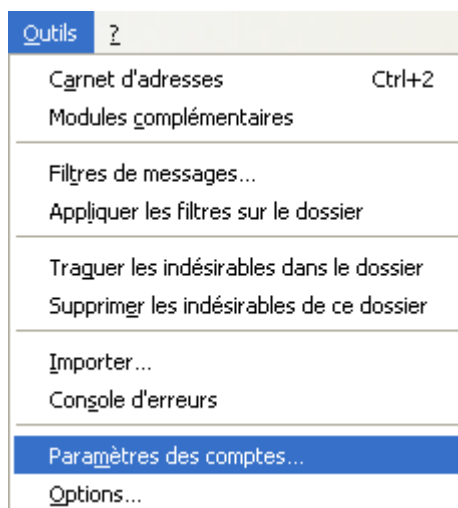 Outils ?
Carnet d'adresses Ctrl+2
Modules complémentaires
Filtres de messages...
Appliquer les filtres sur le dossier
Traquer les indésirables dans le dossier
Supprimer les indésirables de ce dossier
Importer...
Console d'erreurs
Paramètres des comptes...
Options...